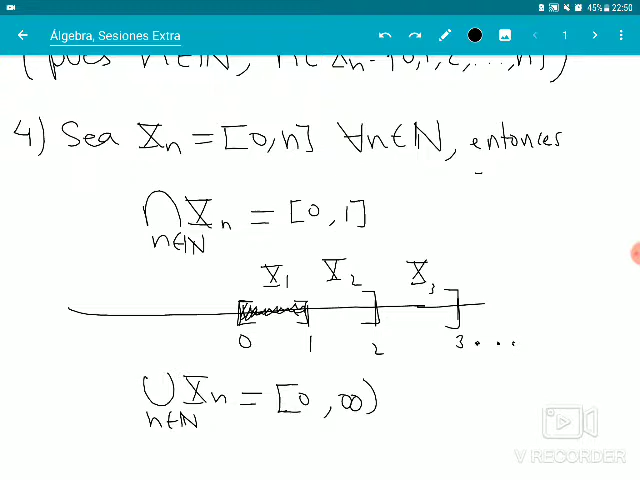 22:50
45%
Álgebra, Sesiones Extra
1
(pues n∈ℕ, n∈
4) Sea 𝕏ₙ = [0,n] ∀n∈ℕ, entonces
⋂ 𝕏ₙ = [0,1]
n∈ℕ
𝕏₁ 𝕏₂ 𝕏₃
0 1 2 3 . . .
⋃ 𝕏ₙ = [0,∞)
n∈ℕ
V RECORDER